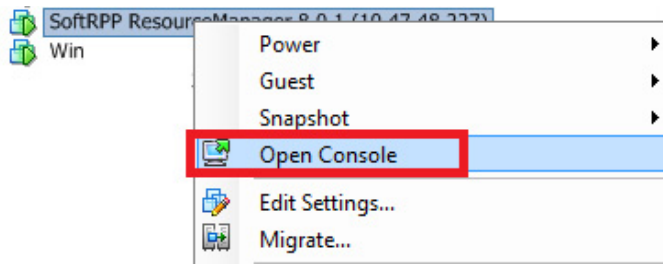 SoftRPP ResourceManager 8.0.1 (10.47.48.227)
Win
Power
Guest
Snapshot
Open Console
Edit Settings...
Migrate...